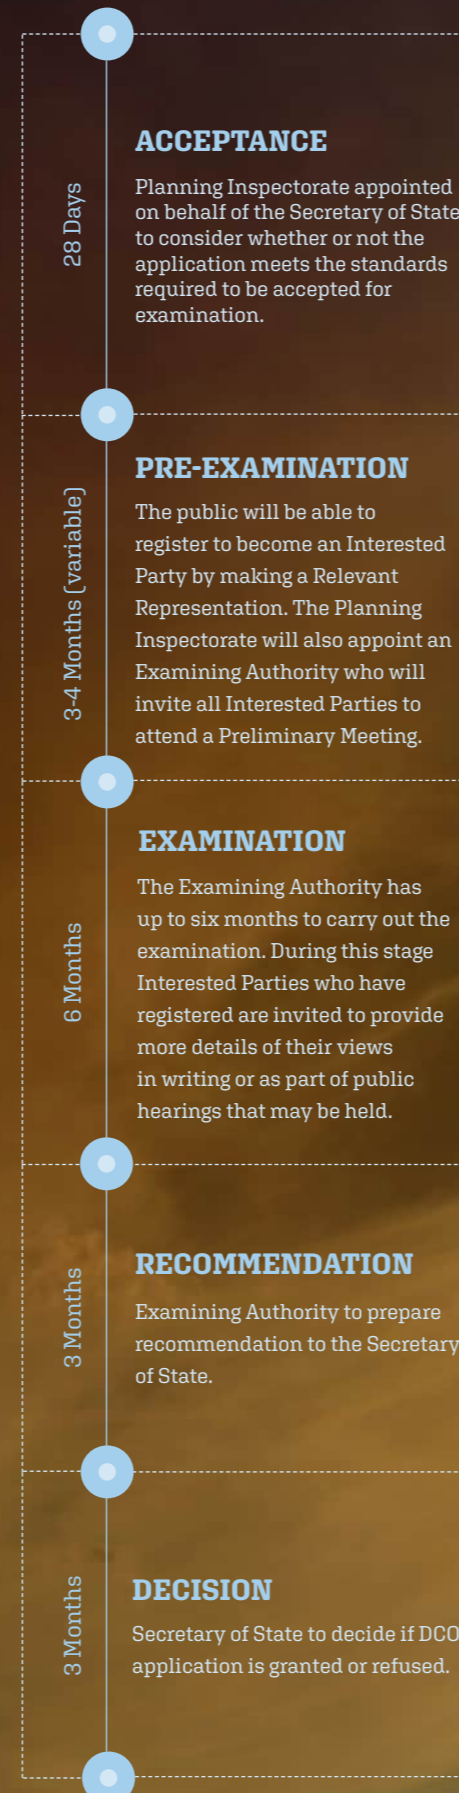 ACCEPTANCE
28 Days
Planning Inspectorate appointed
on behalf of the Secretary of State
to consider whether or not the
application meets the standards
required to be accepted for
examination.
PRE-EXAMINATION
3-4 Months (variable)
The public will be able to
register to become an Interested
Party by making a Relevant
Representation. The Planning
Inspectorate will also appoint an
Examining Authority who will
invite all Interested Parties to
attend a Preliminary Meeting.
EXAMINATION
6 Months
The Examining Authority has
up to six months to carry out the
examination. During this stage
Interested Parties who have
registered are invited to provide
more details of their views
in writing or as part of public
hearings that may be held.
RECOMMENDATION
3 Months
Examining Authority to prepare
recommendation to the Secretary
of State.
DECISION
3 Months
Secretary of State to decide if DCO
application is granted or refused.